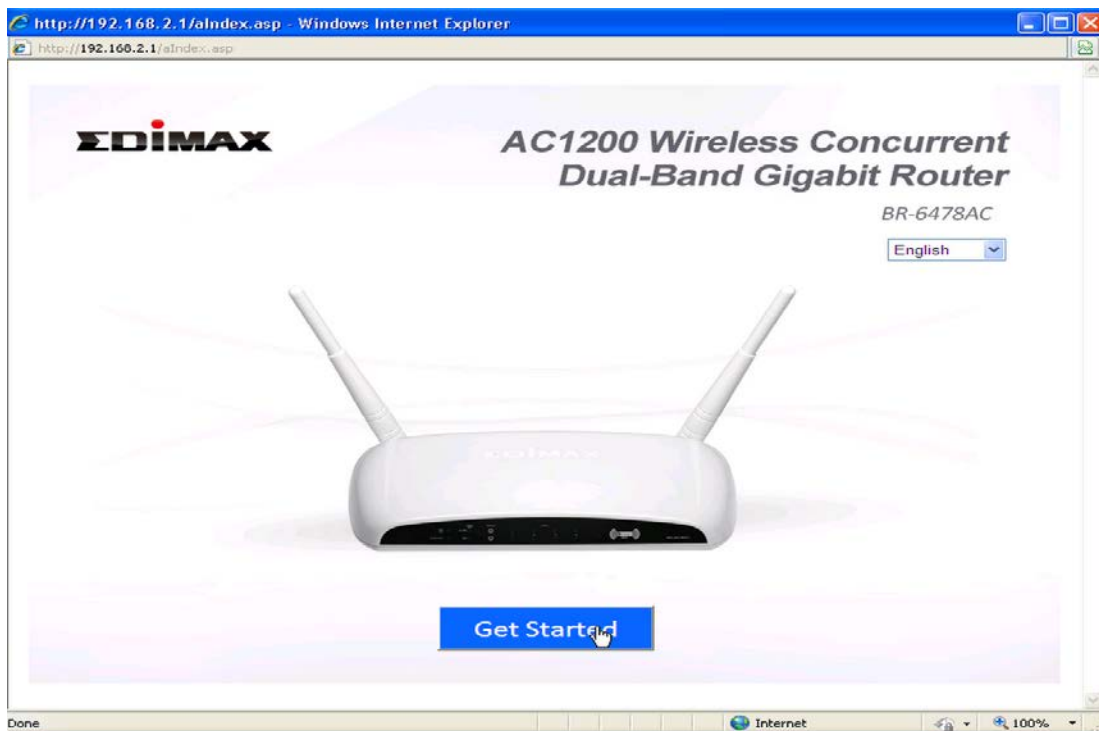 http://192.168.2.1/aIndex.asp - Windows Internet Explorer
http://192.168.2.1/aIndex.asp
EDIMAX
AC1200 Wireless Concurrent
Dual-Band Gigabit Router
BR-6478AC
English
EDIMAX
Get Started
Done
Internet
100%